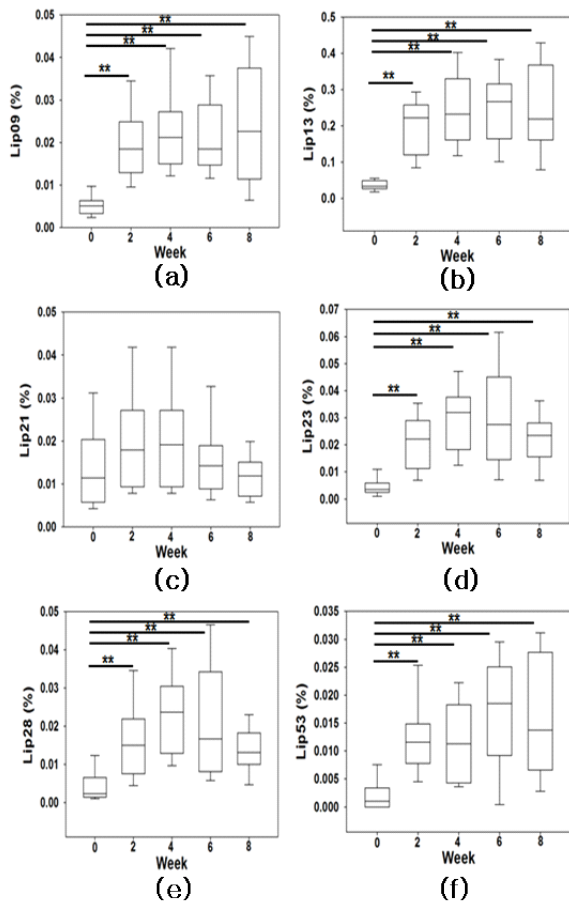 0.05
0.04
0.03
0.02
0.01
0.00
Lip09 (%)
**
**
**
**
0 2 4 6 8
Week
(a)
0.5
0.4
0.3
0.2
0.1
0.0
Lip13 (%)
**
**
**
**
0 2 4 6 8
Week
(b)
0.05
0.04
0.03
0.02
0.01
0.00
Lip21 (%)
0 2 4 6 8
Week
(c)
0.07
0.06
0.05
0.04
0.03
0.02
0.01
0.00
Lip23 (%)
**
**
**
**
0 2 4 6 8
Week
(d)
0.05
0.04
0.03
0.02
0.01
0.00
Lip28 (%)
**
**
**
**
0 2 4 6 8
Week
(e)
0.035
0.030
0.025
0.020
0.015
0.010
0.005
0.000
Lip53 (%)
**
**
**
**
0 2 4 6 8
Week
(f)